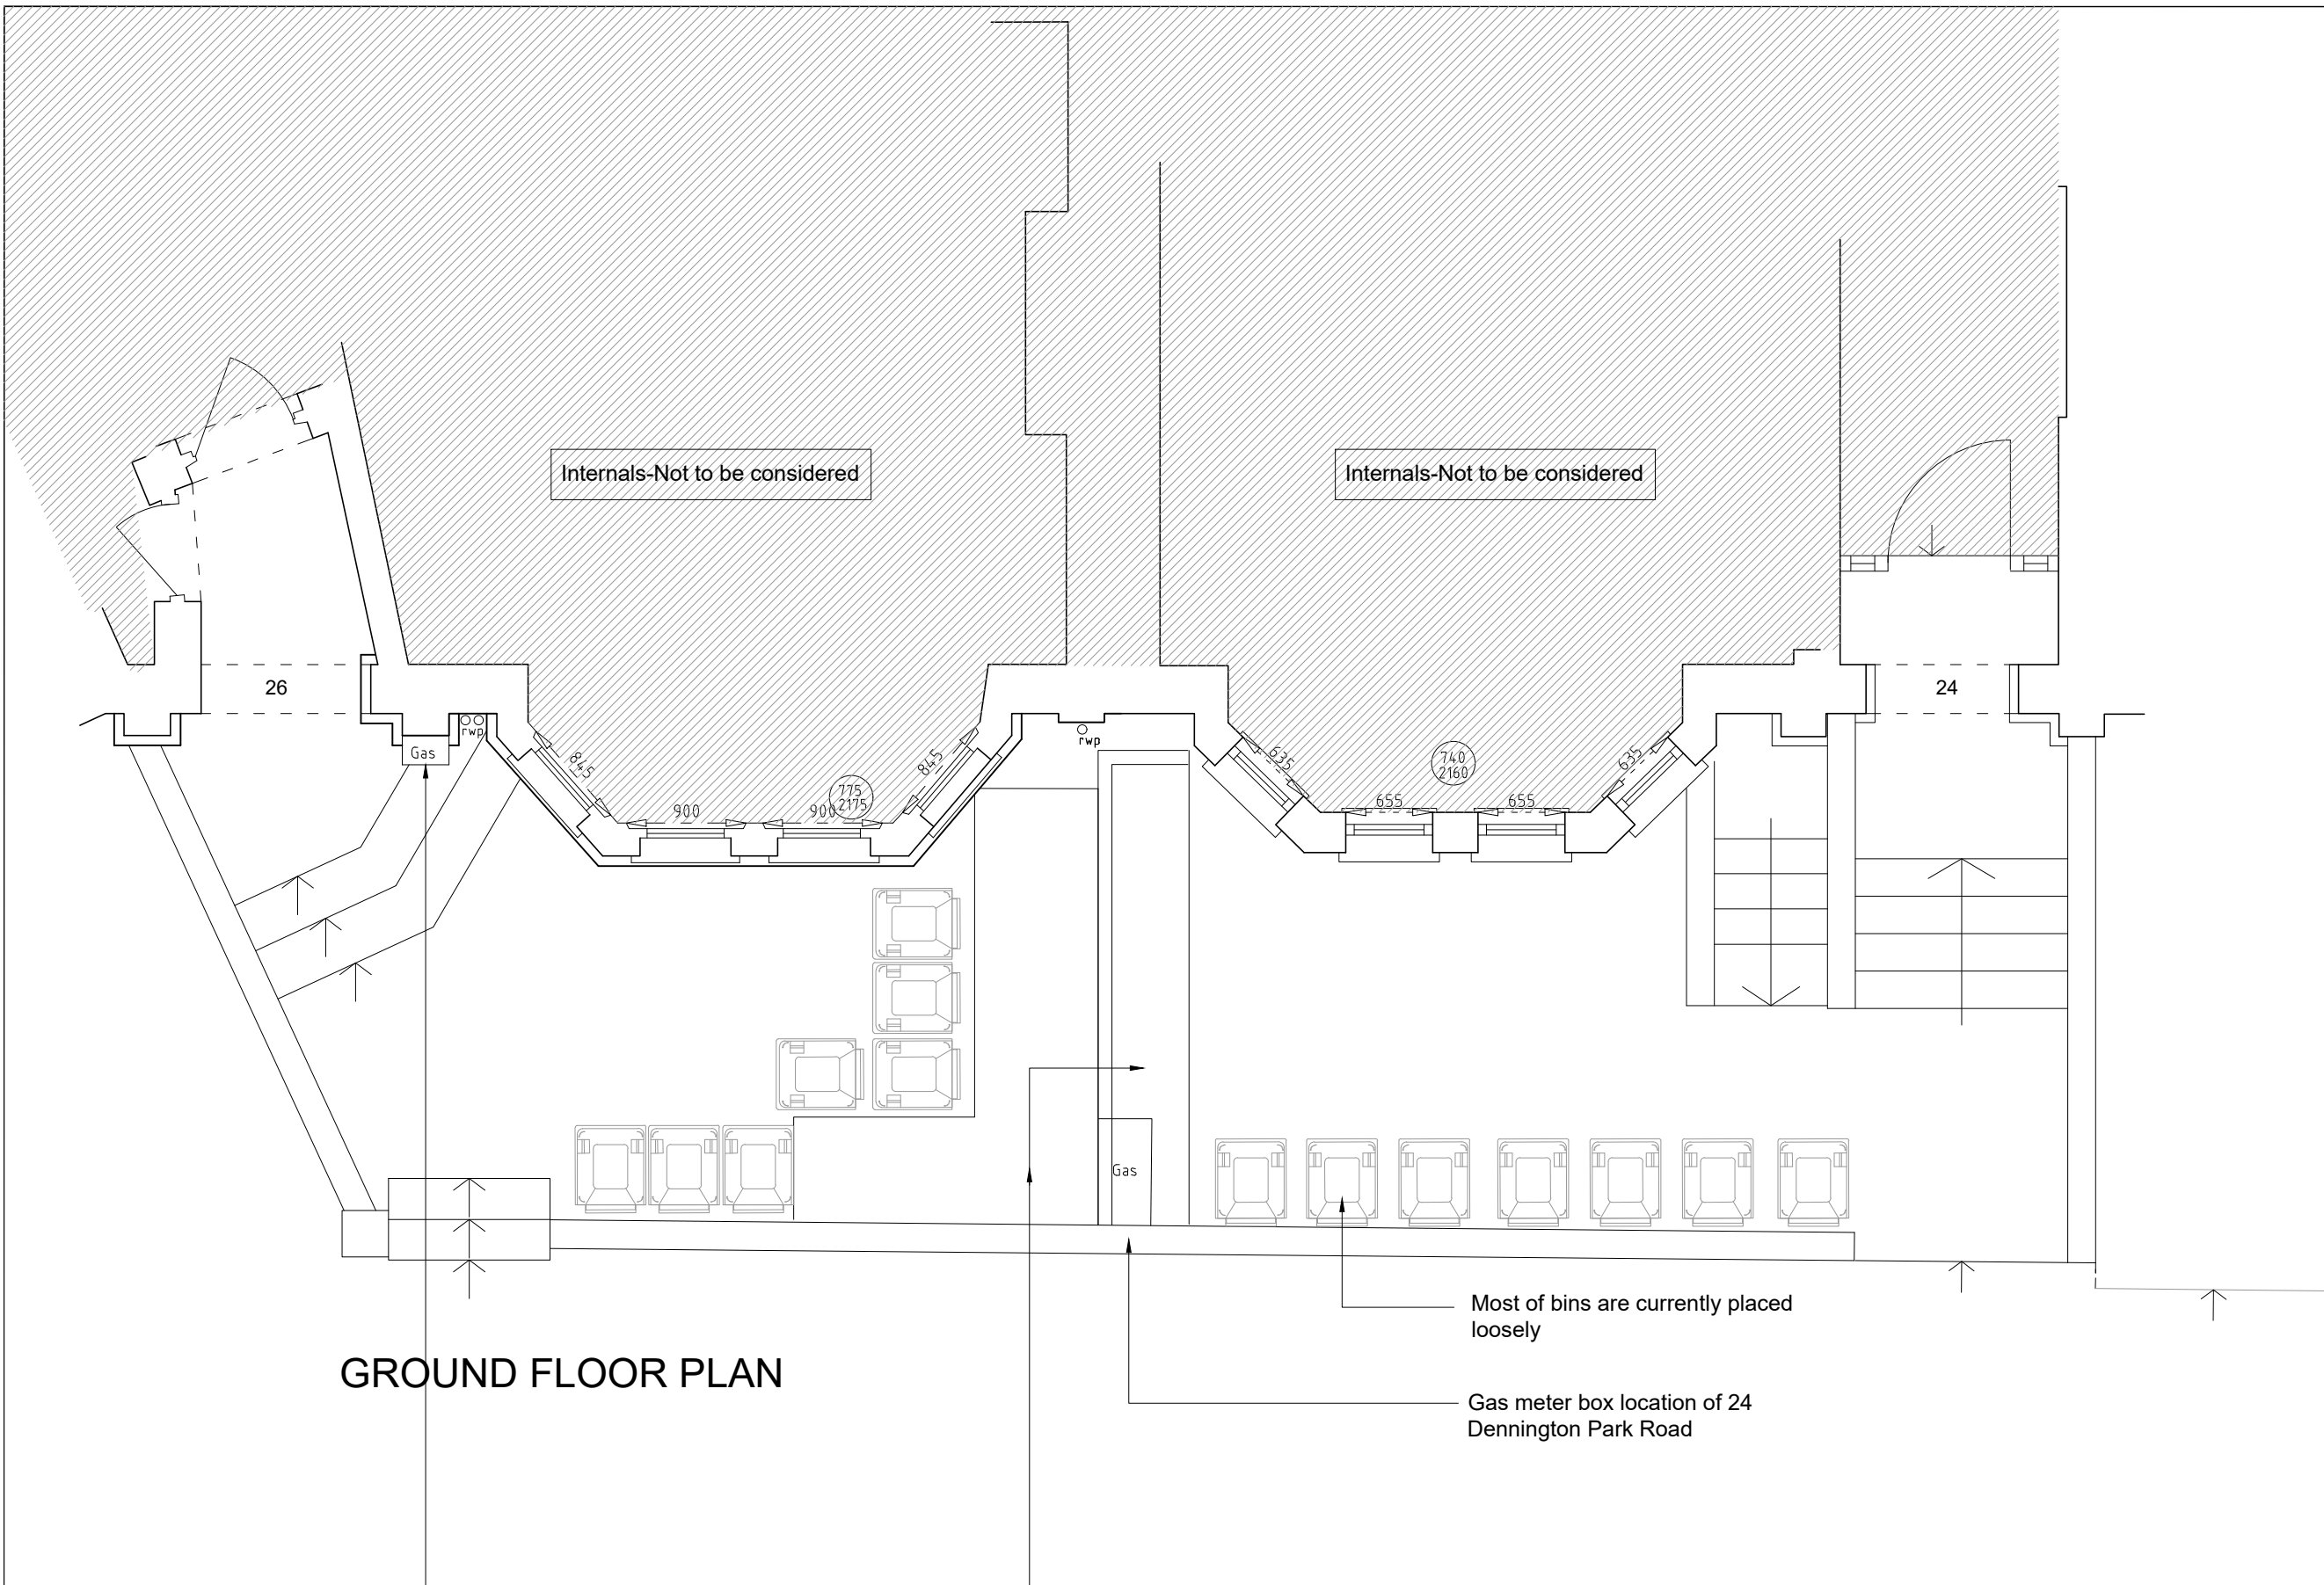 Internals-Not to be considered
Internals-Not to be considered
26
24
rwp
Gas
rwp
845
845
775
2175
900
900
635
740
2160
635
655
655
Gas
Most of bins are currently placed
loosely
GROUND FLOOR PLAN
Gas meter box location of 24
Dennington Park Road